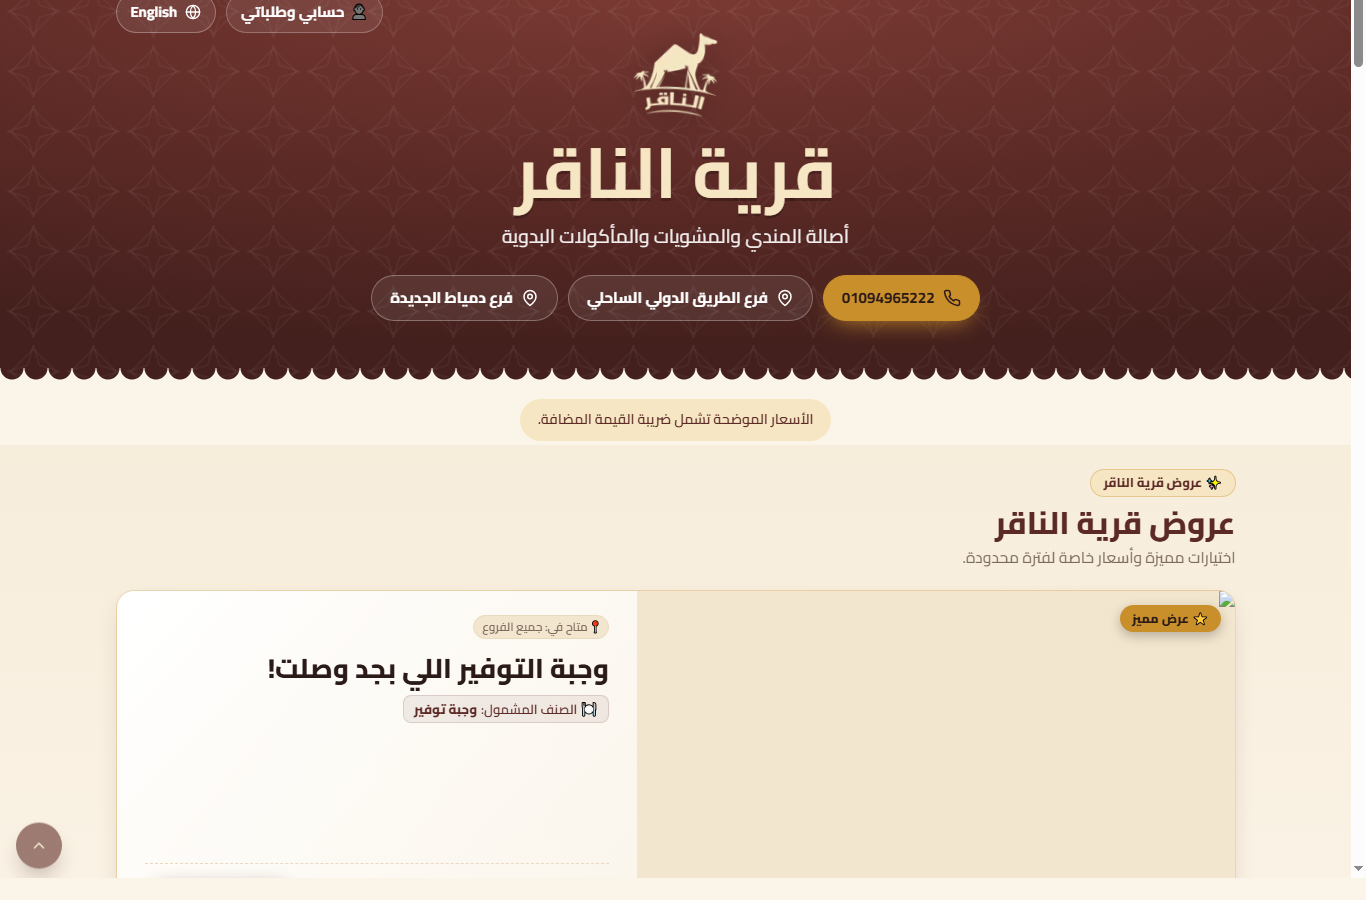 حسابي وطلباتي
English
الناقر
قرية الناقر
أصالة المندي والمشويات والمأكولات البدوية
01094965222
فرع الطريق الدولي الساحلي
فرع دمياط الجديدة
الأسعار الموضحة تشمل ضريبة القيمة المضافة.
عروض قرية الناقر
عروض قرية الناقر
اختيارات مميزة وأسعار خاصة لفترة محدودة.
عرض مميز
متاح في: جميع الفروع
وجبة التوفير اللي بجد وصلت!
الصنف المشمول: وجبة توفير